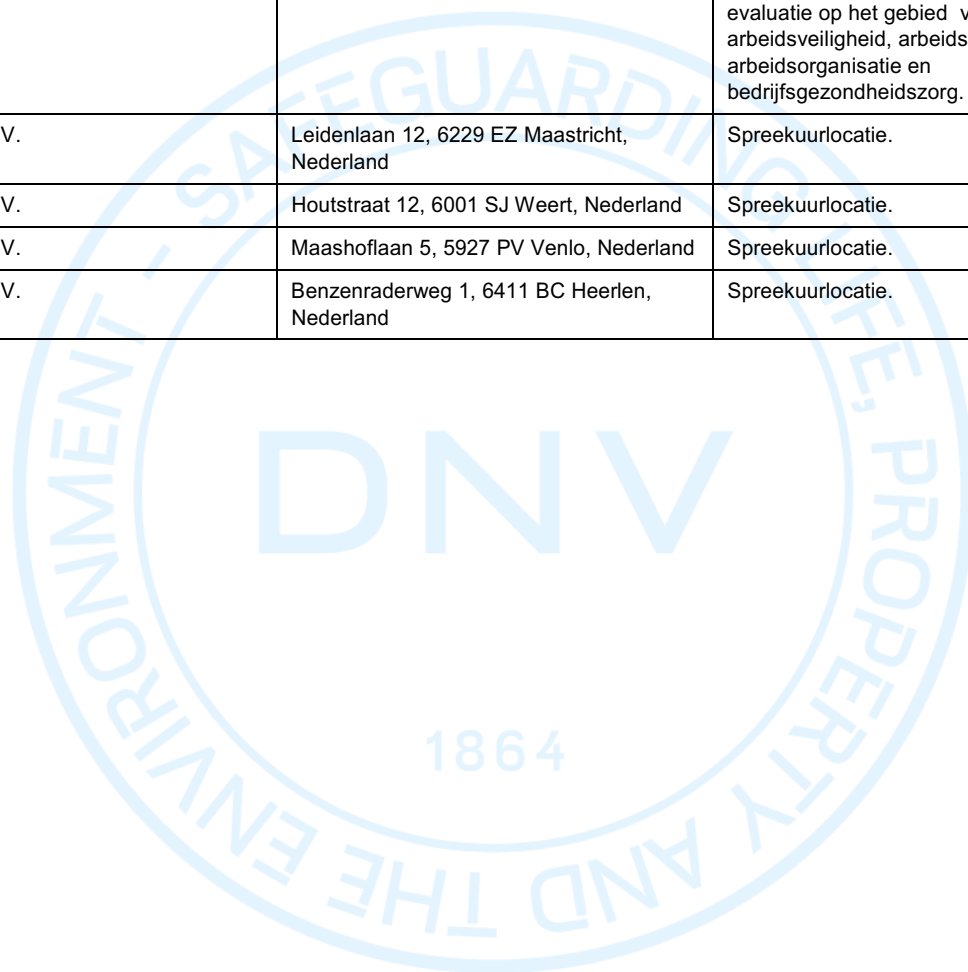 evaluatie op het gebied
arbeidsveiligheid,
arbeidsorganisatie en
bedrijfsgezondheidszorg.
V. Leidenlaan 12, 6229 EZ Maastricht, Spreekuurlocatie.
Nederland
V. Houtstraat 12, 6001 SJ Weert, Nederland Spreekuurlocatie.
V. Maashoflaan 5, 5927 PV Venlo, Nederland Spreekuurlocatie.
V. Benzenraderweg 1, 6411 BC Heerlen, Spreekuurlocatie.
Nederland
SAFEGUARDING LIFE, PROPERTY AND THE ENVIRONMENT -
DNV
1864